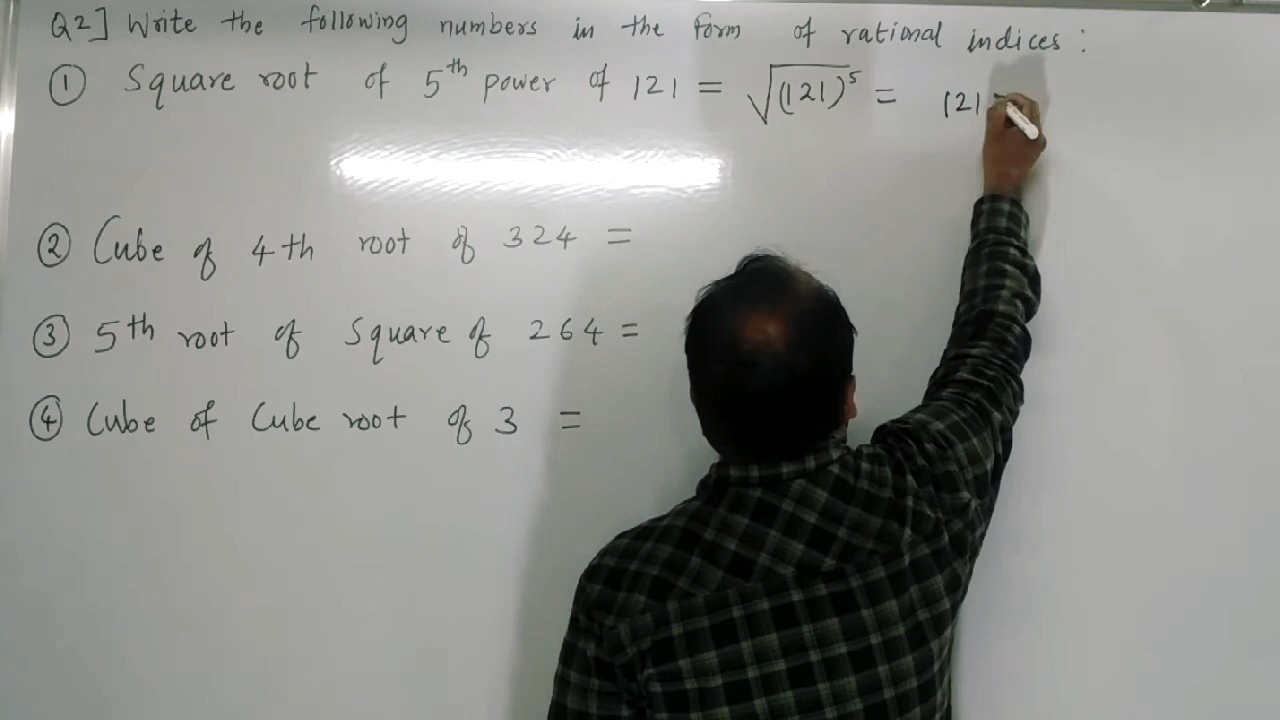 Q2] Write the following numbers in the form of rational indices :
① Square root of 5th power of 121 = √(121)⁵ = 121
② Cube of 4th root of 324 =
③ 5th root of Square of 264 =
④ Cube of Cube root of 3 =